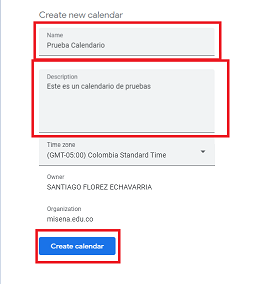 Create new calendar
Name
Prueba Calendario
Description
Este es un calendario de pruebas
Time zone
(GMT-05:00) Colombia Standard Time
Owner
SANTIAGO FLOREZ ECHAVARRIA
Organization
misena.edu.co
Create calendar